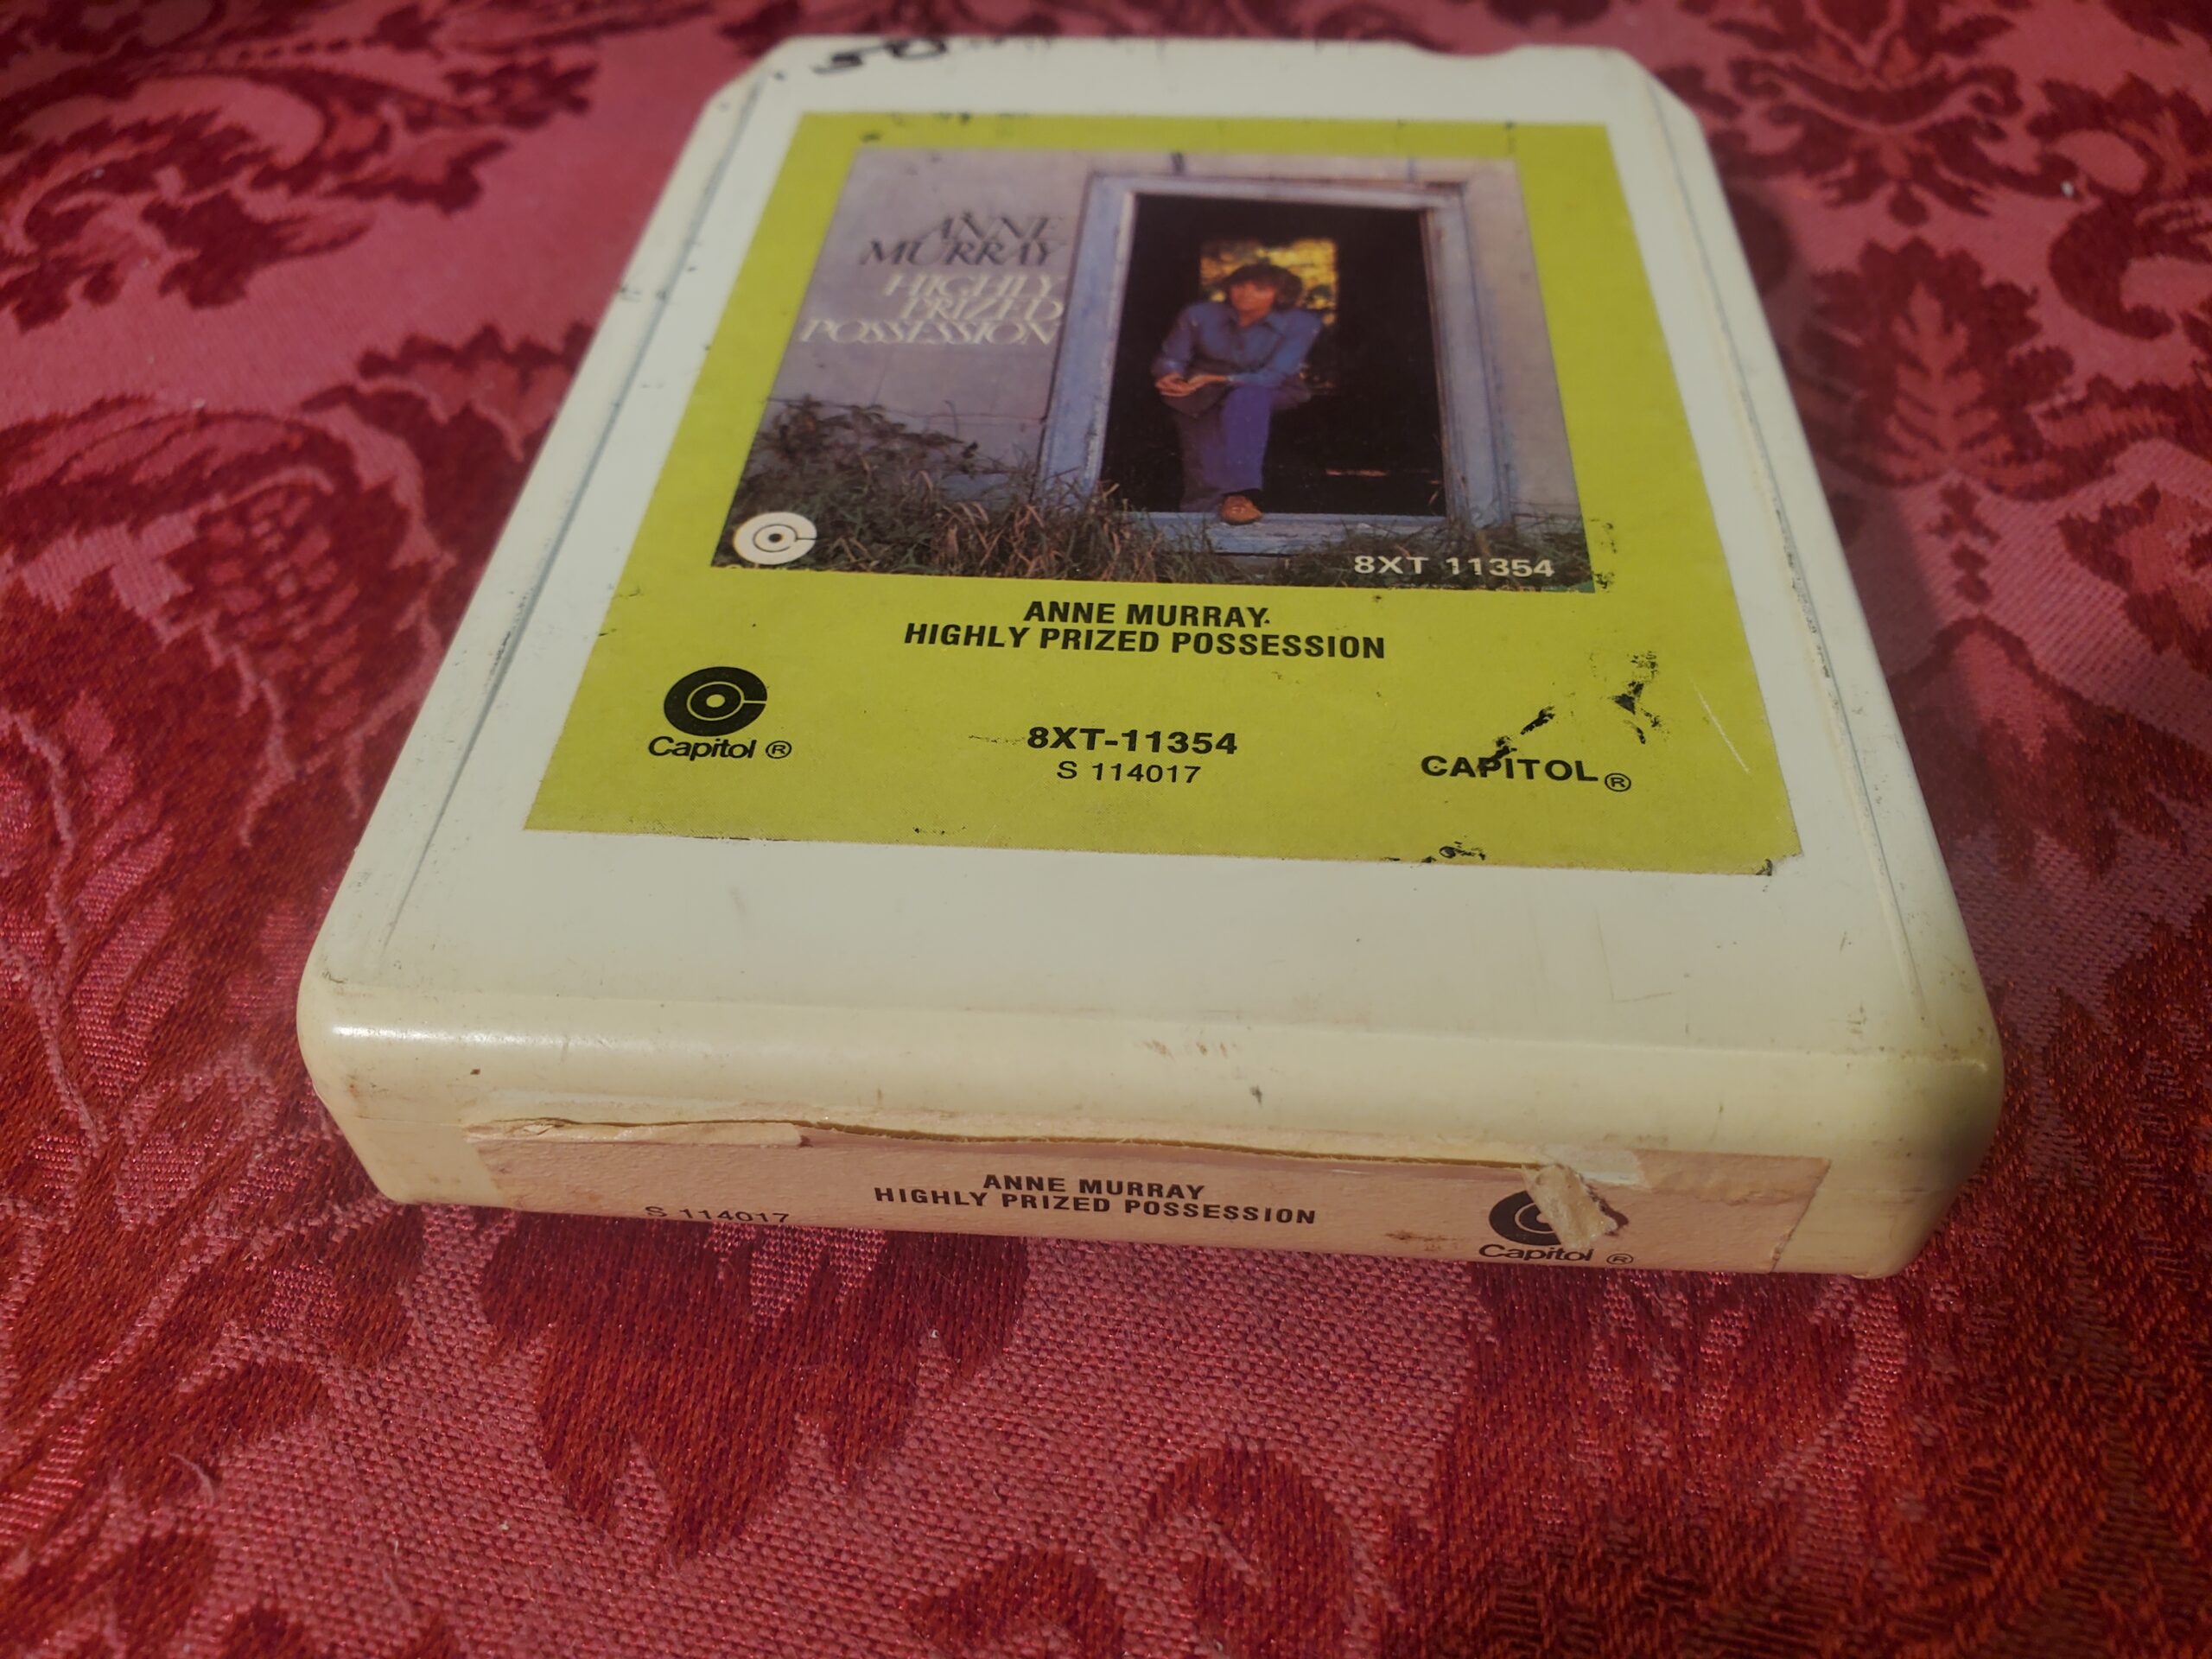 .50
ANNE
MURRAY
HIGHLY
PRIZED
POSSESSION
8XT 11354
ANNE MURRAY
HIGHLY PRIZED POSSESSION
Capitol ®
8XT-11354
S 114017
CAPITOL ®
ANNE MURRAY
HIGHLY PRIZED POSSESSION
S 114017
Capitol ®